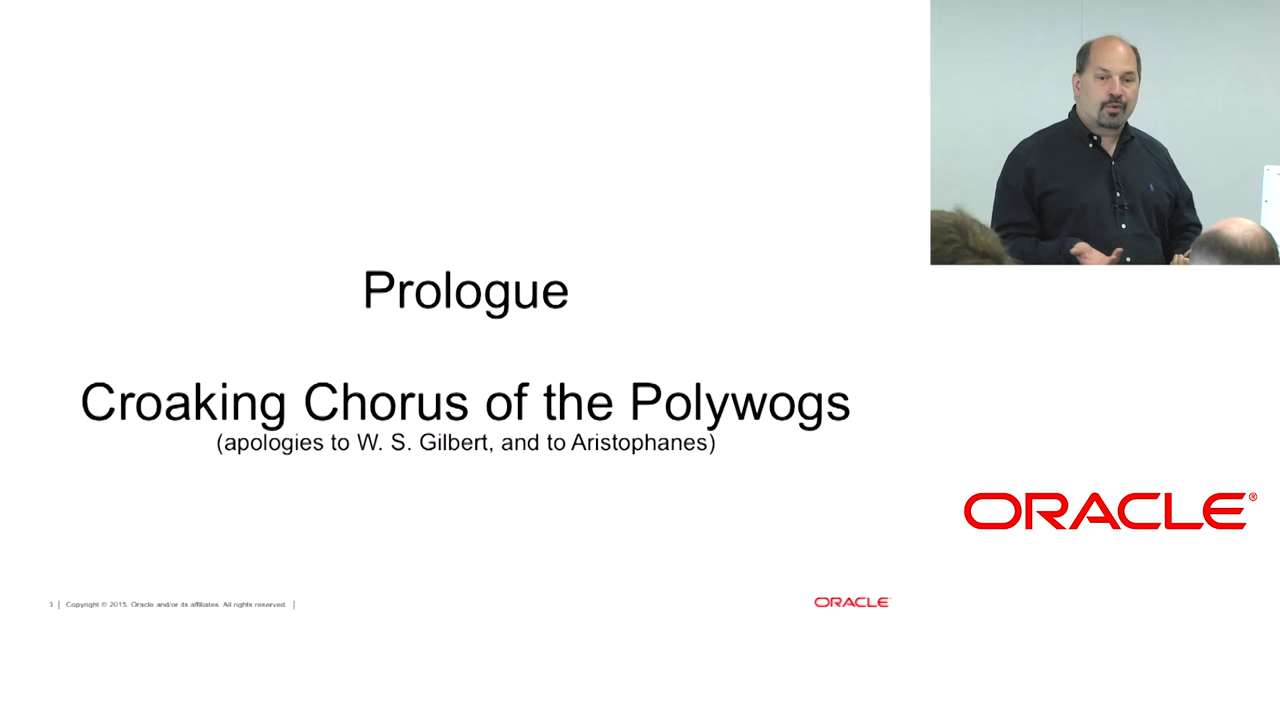 Prologue
Croaking Chorus of the Polywogs
(apologies to W. S. Gilbert, and to Aristophanes)
ORACLE®
3 | Copyright © 2015, Oracle and/or its affiliates. All rights reserved. |
ORACLE